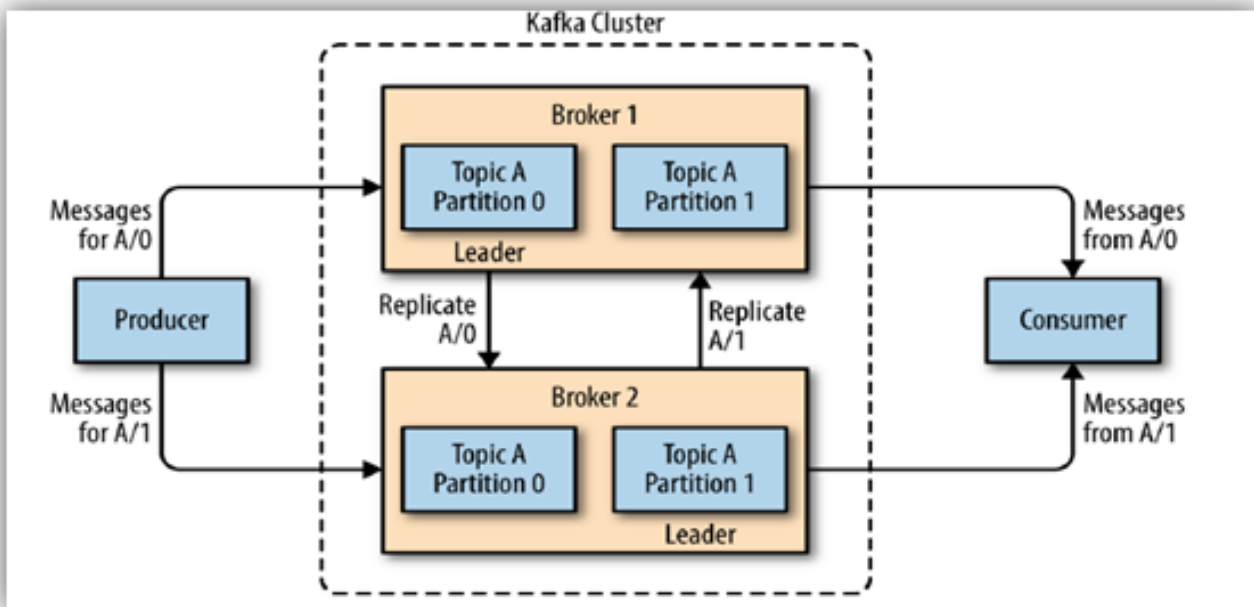 Kafka Cluster
Broker 1
Topic A
Partition 0
Topic A
Partition 1
Leader
Messages
for A/0
Messages
from A/0
Producer
Replicate
A/0
Replicate
A/1
Consumer
Messages
for A/1
Messages
from A/1
Broker 2
Topic A
Partition 0
Topic A
Partition 1
Leader